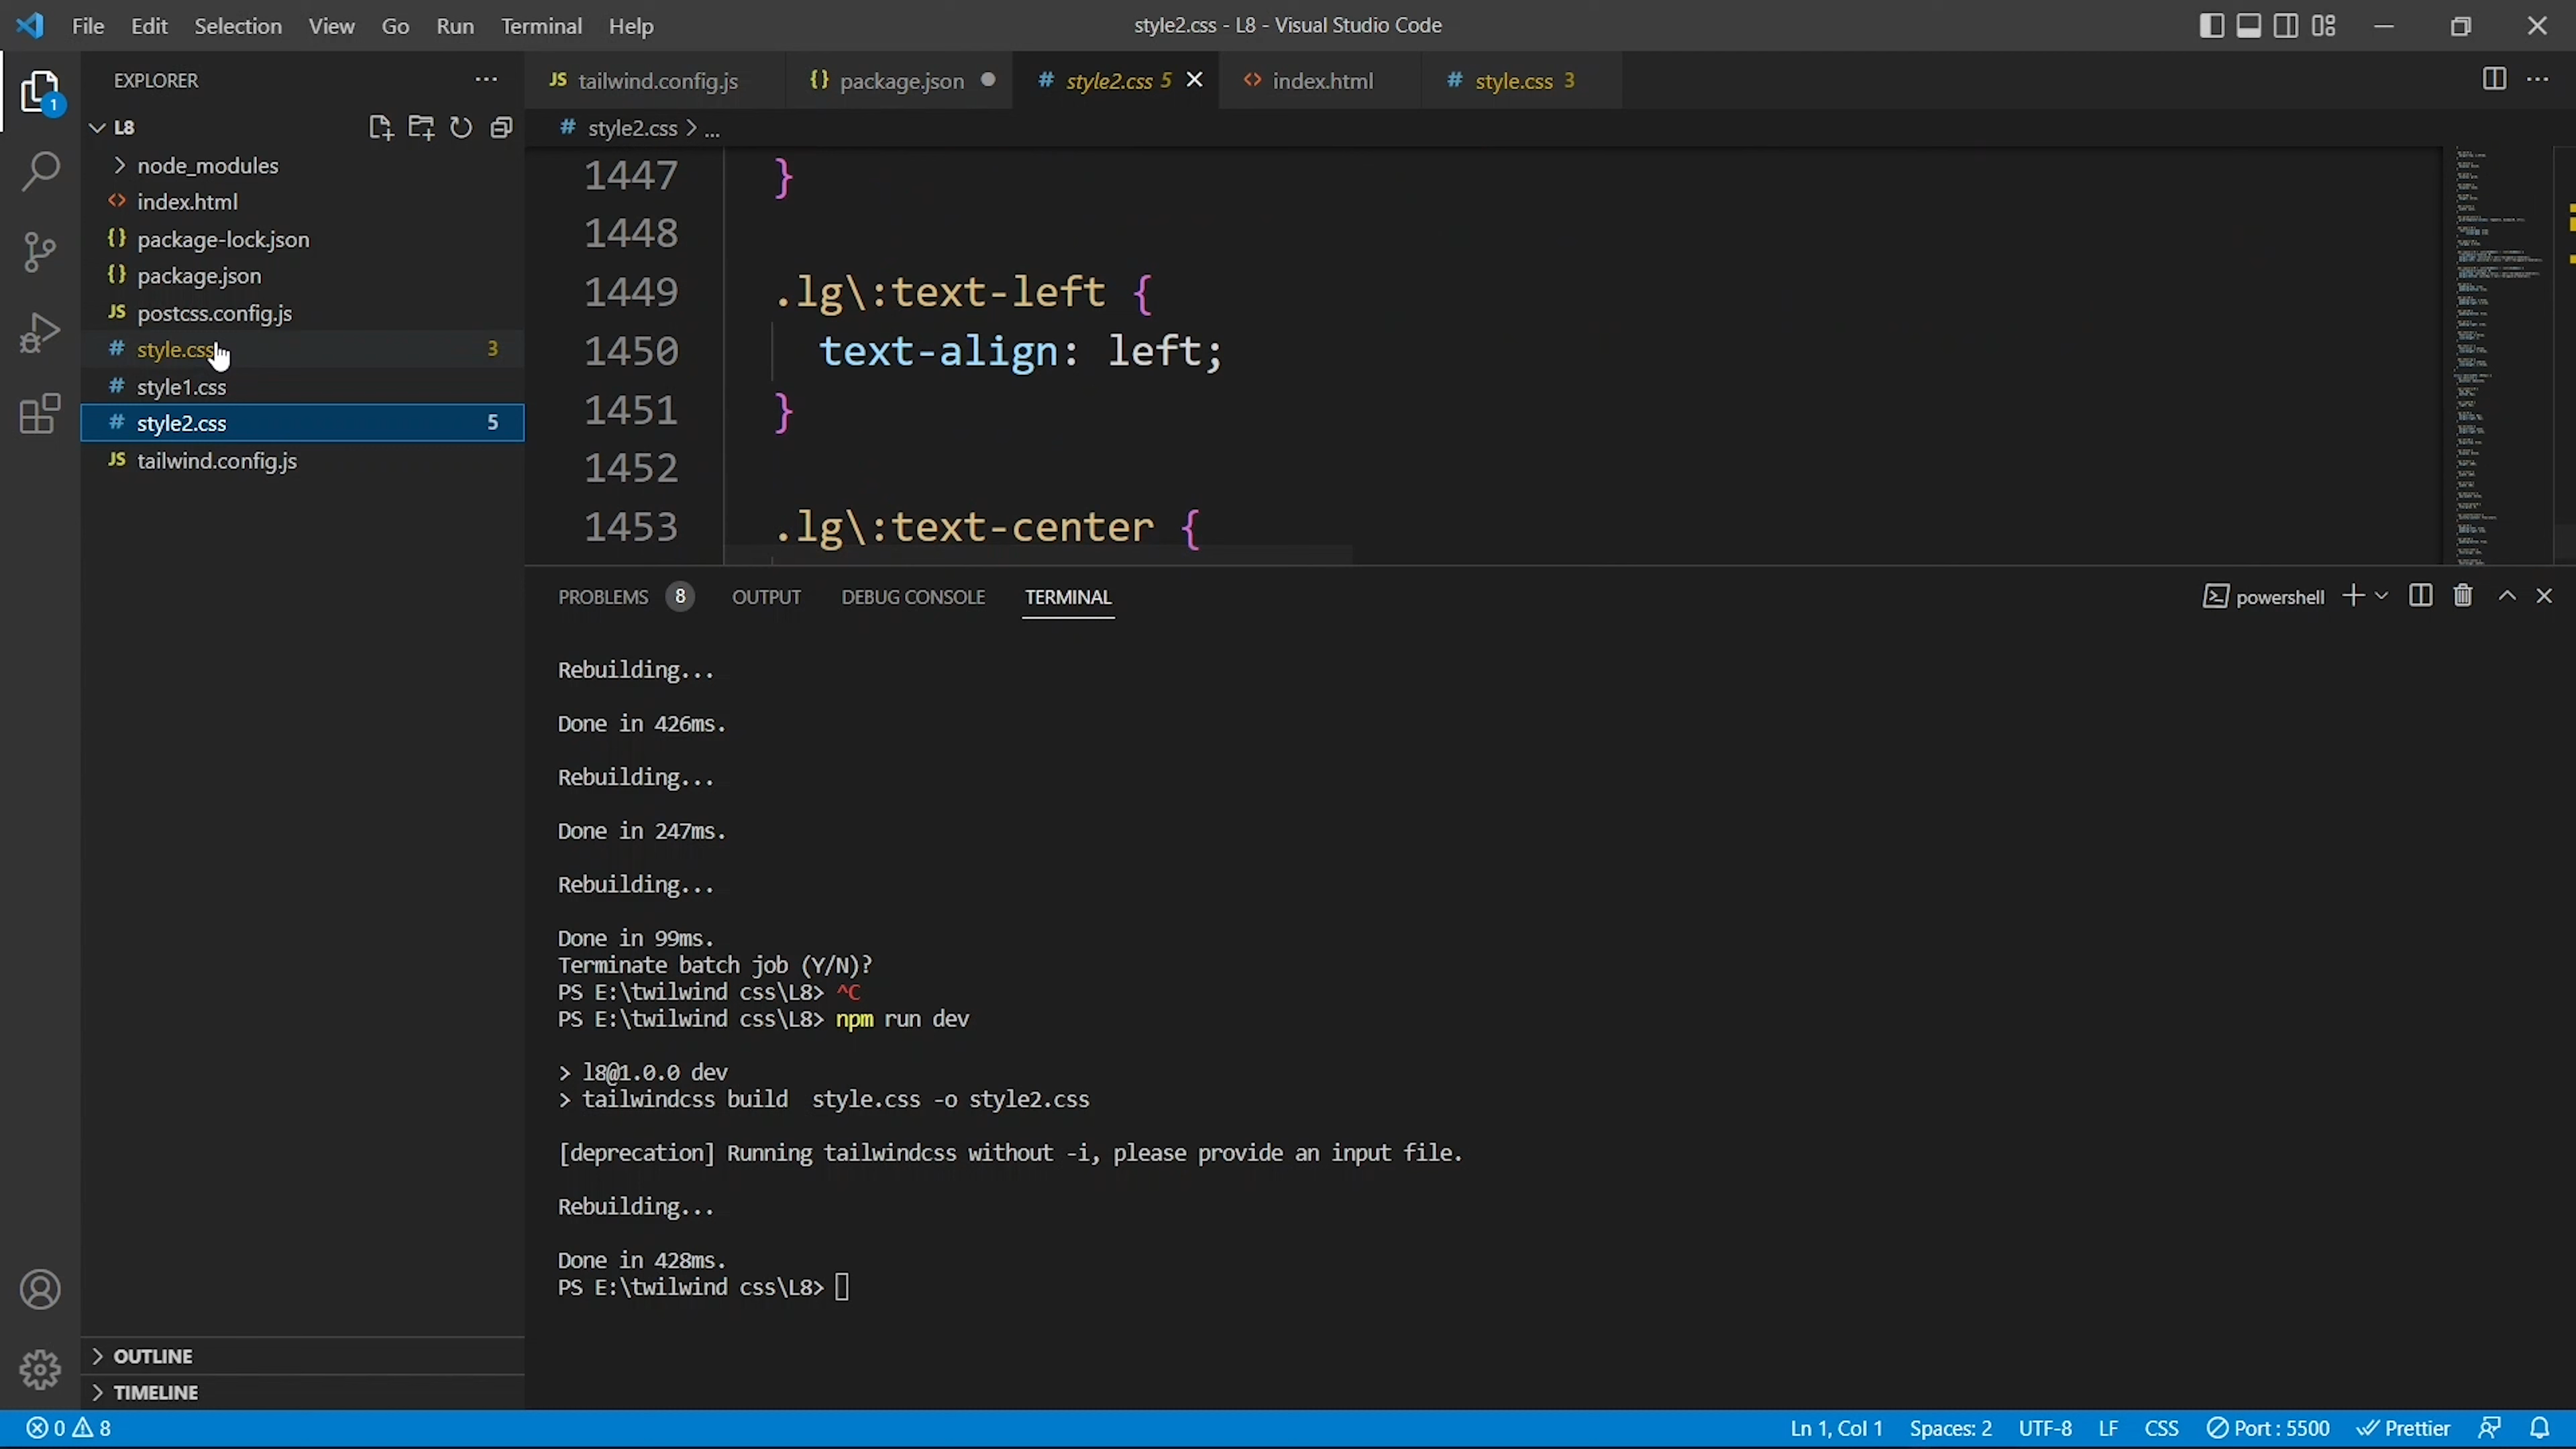 File Edit Selection View Go Run Terminal Help
style2.css - L8 - Visual Studio Code
1
EXPLORER ...
L8
node_modules
<> index.html
{} package-lock.json
{} package.json
JS postcss.config.js
# style.css 3
# style1.css
# style2.css 5
JS tailwind.config.js
OUTLINE
TIMELINE
JS tailwind.config.js {} package.json # style2.css 5 <> index.html # style.css 3
# style2.css > ...
1447 }
1448
1449 .lg\:text-left {
1450 text-align: left;
1451 }
1452
1453 .lg\:text-center {
PROBLEMS 8 OUTPUT DEBUG CONSOLE TERMINAL
powershell
Rebuilding...
Done in 426ms.
Rebuilding...
Done in 247ms.
Rebuilding...
Done in 99ms.
Terminate batch job (Y/N)?
PS E:\twilwind css\L8> ^C
PS E:\twilwind css\L8> npm run dev
> l8@1.0.0 dev
> tailwindcss build  style.css -o style2.css
[deprecation] Running tailwindcss without -i, please provide an input file.
Rebuilding...
Done in 428ms.
PS E:\twilwind css\L8>
0 8
Ln 1, Col 1 Spaces: 2 UTF-8 LF CSS Port : 5500 Prettier